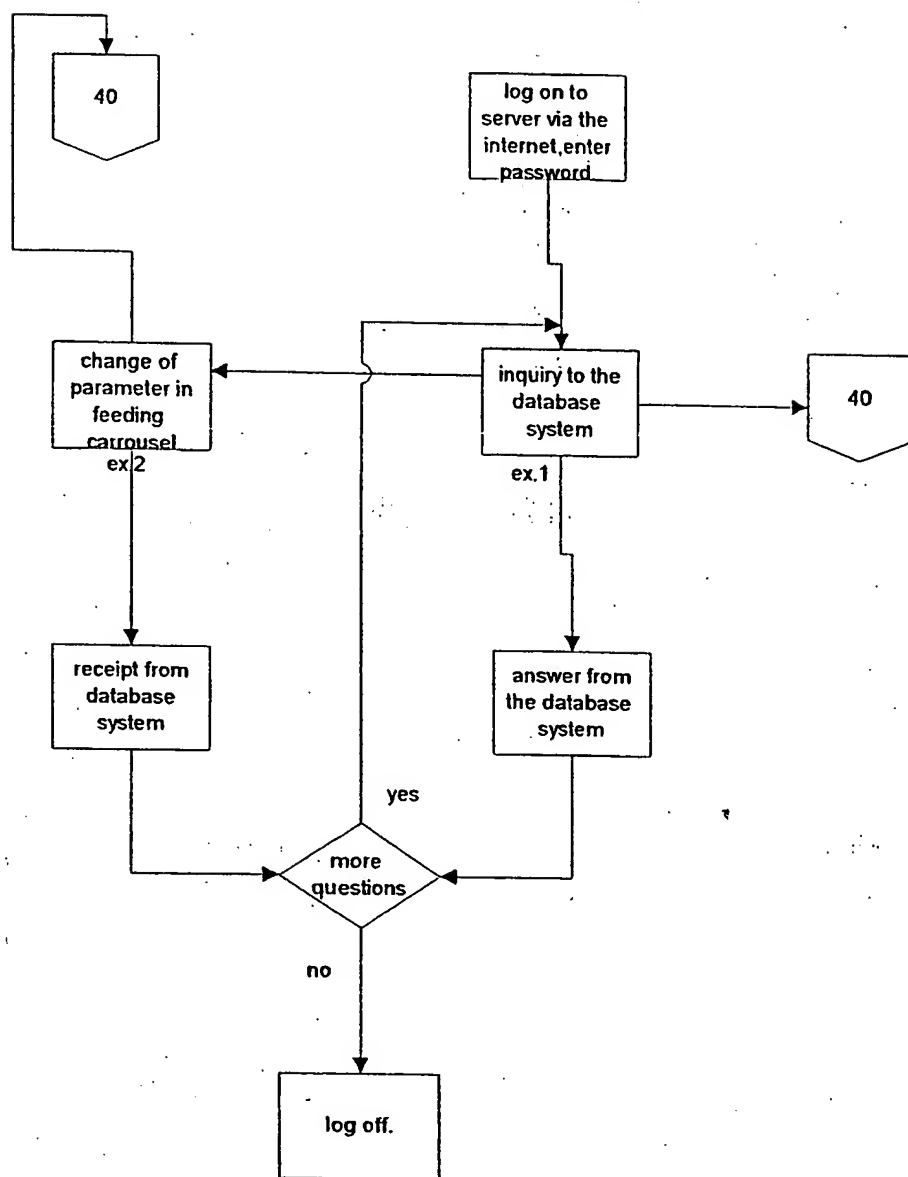 40
log on to
server via the
internet,enter
password
change of
parameter in
feeding
carrousel
ex.2
inquiry to the
database
system
ex.1
40
receipt from
database
system
answer from
the database
system
yes
more
questions
no
log off.